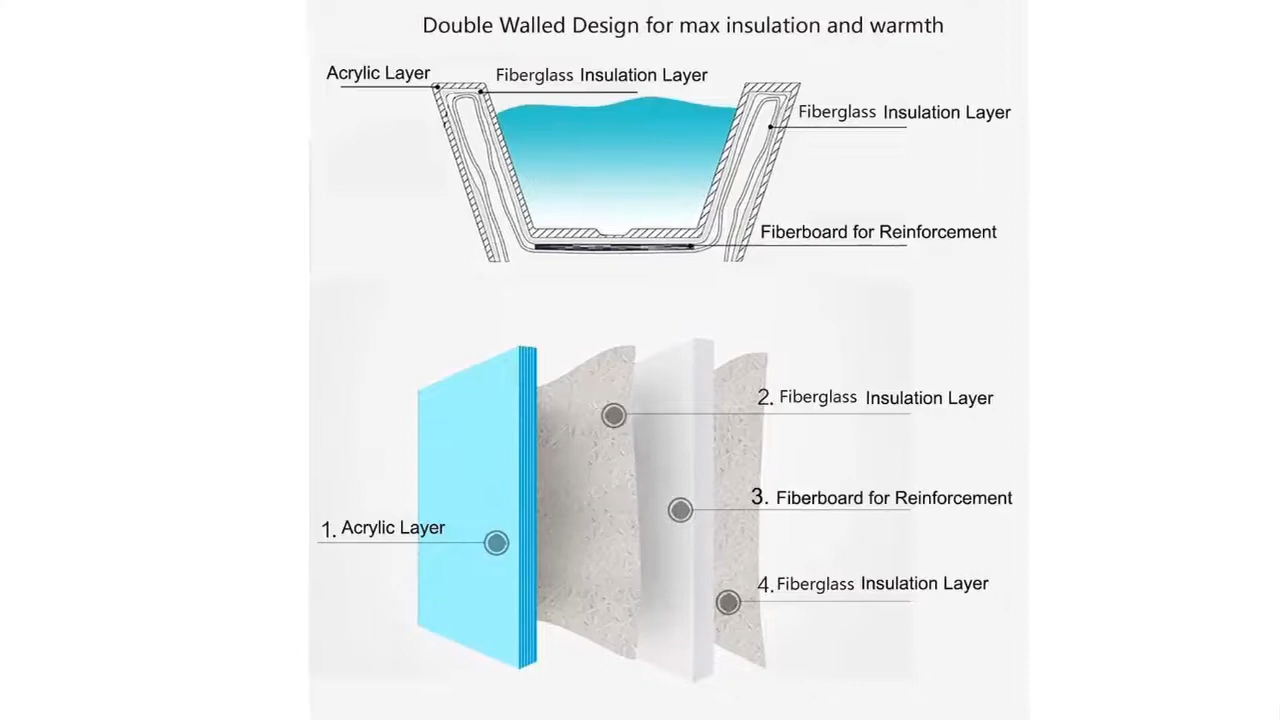 Double Walled Design for max insulation and warmth
Acrylic Layer
Fiberglass Insulation Layer
Fiberglass Insulation Layer
Fiberboard for Reinforcement
2. Fiberglass Insulation Layer
3. Fiberboard for Reinforcement
1. Acrylic Layer
4. Fiberglass Insulation Layer